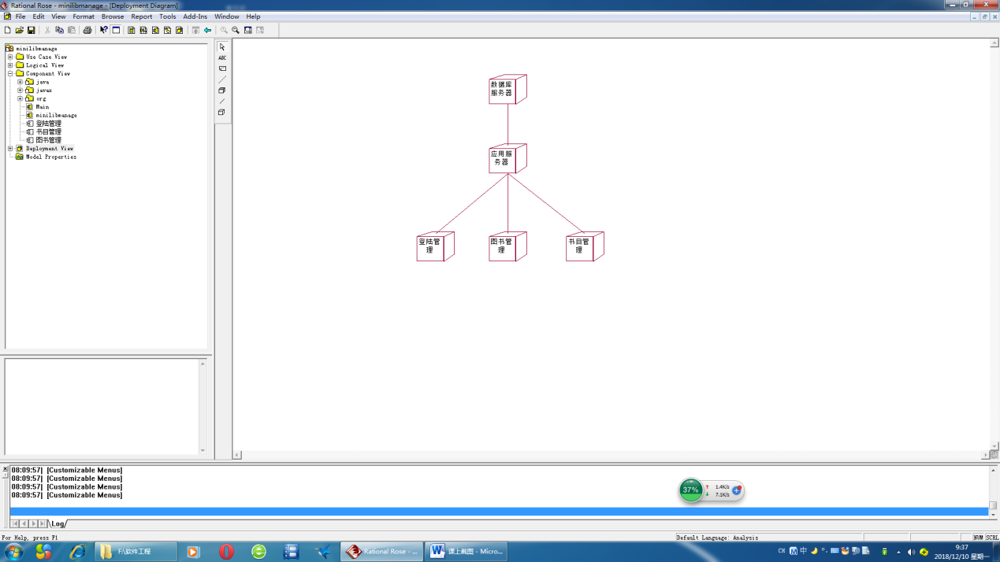 Rational Rose - minilibmanage - [Deployment Diagram]
File Edit View Format Browse Report Tools Add-Ins Window Help
minilibmanage
Use Case View
Logical View
Component View
java
javax
org
Main
minilibmanage
登陆管理
书目管理
图书管理
Deployment View
Model Properties
ABC
数据库
服务器
应用服
务器
登陆管
理
图书管
理
书目管
理
08:09:57| [Customizable Menus]
08:09:57| [Customizable Menus]
08:09:57| [Customizable Menus]
08:09:57| [Customizable Menus]
37%
1.4K/s
7.1K/s
Log
For Help, press F1
Default Language: Analysis
NUM SCRL
F:\软件工程
Rational Rose - ...
课上截图 - Micro...
CK
中
9:37
2018/12/10 星期一